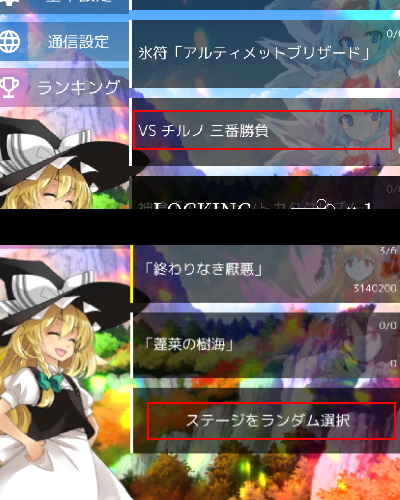 通信設定
ランキング
0/
氷符「アルティメットブリザード」
VS チルノ 三番勝負
LOCKING
3/6
「終わりなき厭悪」
3140200
0/0
「蓬莱の樹海」
0
ステージをランダム選択